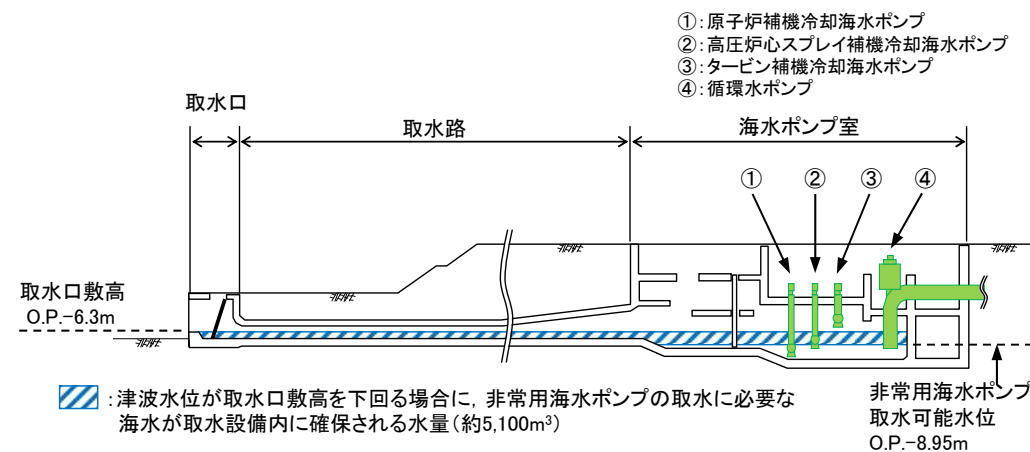 ①：原子炉補機冷却海水ポンプ
②：高圧炉心スプレイ補機冷却海水ポンプ
③：タービン補機冷却海水ポンプ
④：循環水ポンプ
取水口
取水路
海水ポンプ室
①
②
③
④
取水口敷高
O.P.-6.3m
：津波水位が取水口敷高を下回る場合に，非常用海水ポンプの取水に必要な
海水が取水設備内に確保される水量（約5,100m³）
非常用海水ポンプ
取水可能水位
O.P.-8.95m